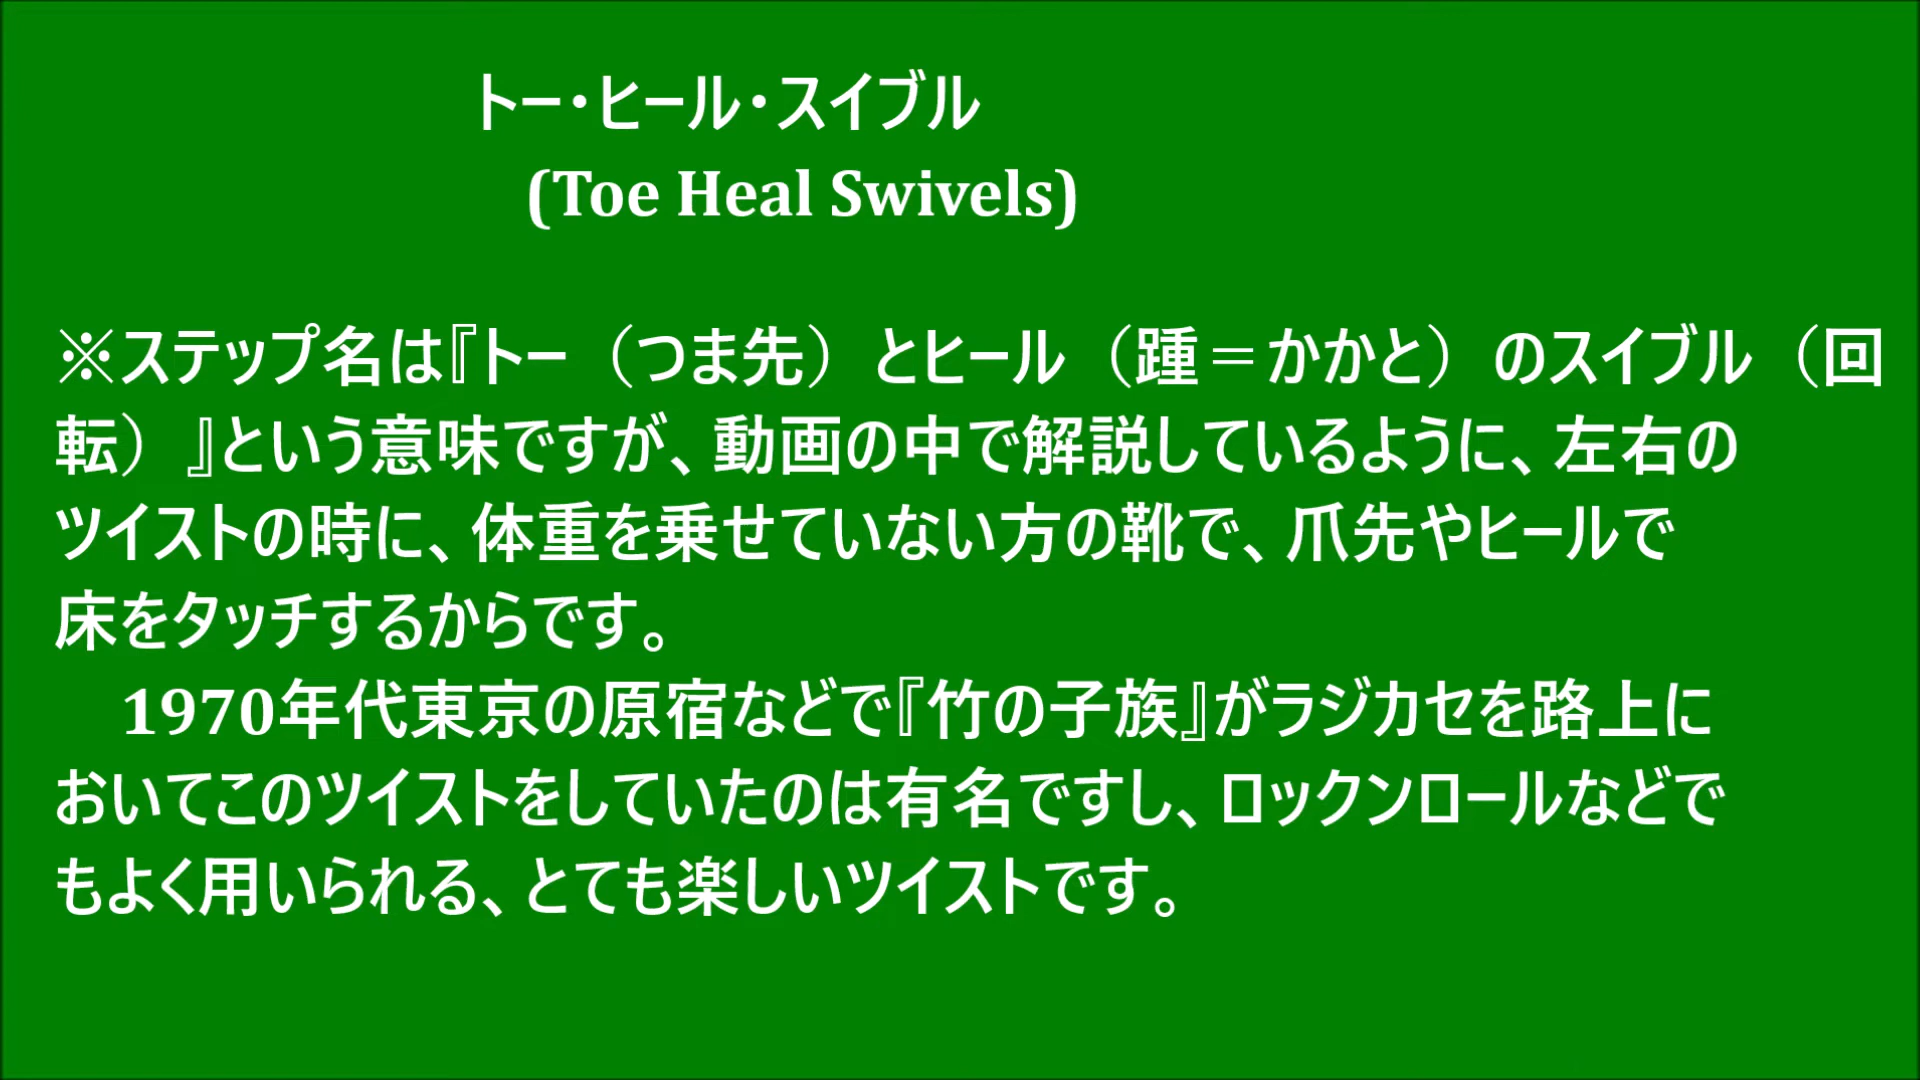 トー・ヒール・スイブル
(Toe Heal Swivels)
※ステップ名は『トー（つま先）とヒール（踵＝かかと）のスイブル（回
転）』という意味ですが、動画の中で解説しているように、左右の
ツイストの時に、体重を乗せていない方の靴で、爪先やヒールで
床をタッチするからです。
1970年代東京の原宿などで『竹の子族』がラジカセを路上に
おいてこのツイストをしていたのは有名ですし、ロックンロールなどで
もよく用いられる、とても楽しいツイストです。